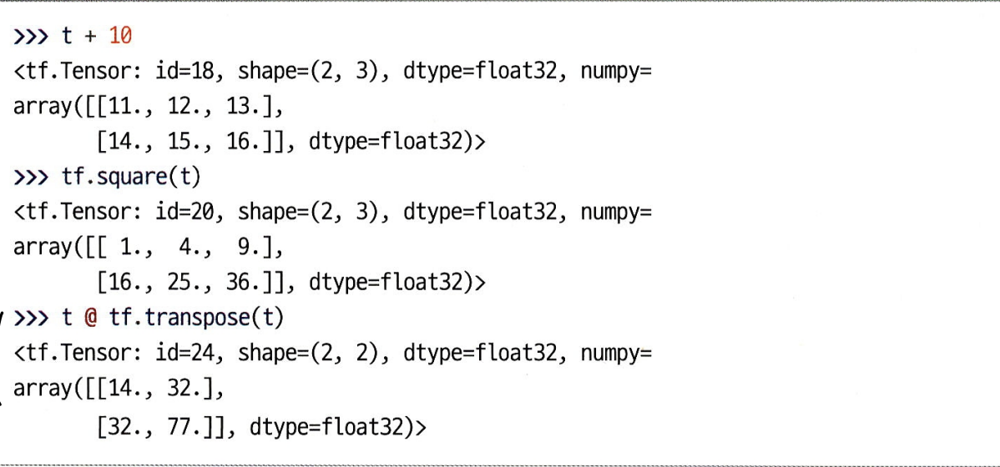 >>> t + 10
<tf.Tensor: id=18, shape=(2, 3), dtype=float32, numpy=
array([[11., 12., 13.],
       [14., 15., 16.]], dtype=float32)>
>>> tf.square(t)
<tf.Tensor: id=20, shape=(2, 3), dtype=float32, numpy=
array([[ 1.,  4.,  9.],
       [16., 25., 36.]], dtype=float32)>
>>> t @ tf.transpose(t)
<tf.Tensor: id=24, shape=(2, 2), dtype=float32, numpy=
array([[14., 32.],
       [32., 77.]], dtype=float32)>